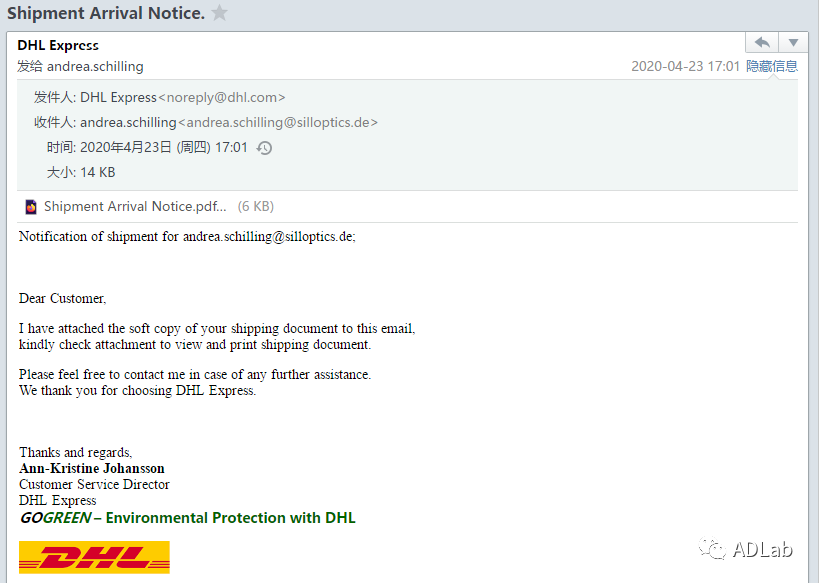 Shipment Arrival Notice.
DHL Express
发给 andrea.schilling
2020-04-23 17:01 隐藏信息
发件人: DHL Express<noreply@dhl.com>
收件人: andrea.schilling<andrea.schilling@silloptics.de>
时间: 2020年4月23日 (周四) 17:01
大小: 14 KB
Shipment Arrival Notice.pdf... (6 KB)
Notification of shipment for andrea.schilling@silloptics.de;
Dear Customer,
I have attached the soft copy of your shipping document to this email,
kindly check attachment to view and print shipping document.
Please feel free to contact me in case of any further assistance.
We thank you for choosing DHL Express.
Thanks and regards,
Ann-Kristine Johansson
Customer Service Director
DHL Express
GOGREEN – Environmental Protection with DHL
DHL
ADLab